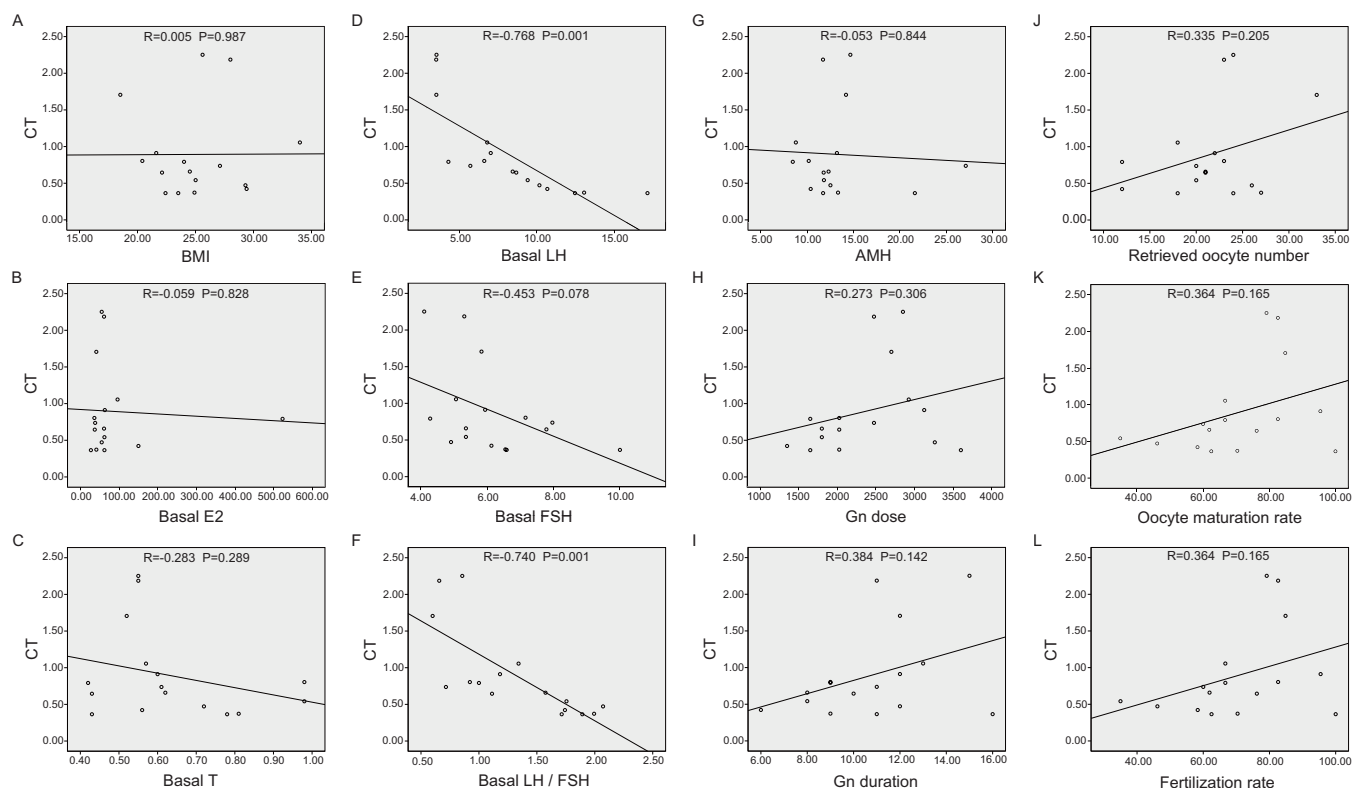 A
R=0.005 P=0.987
CT
2.50
2.00
1.50
1.00
0.50
0.00
15.00 20.00 25.00 30.00 35.00
BMI
D
R=-0.768 P=0.001
CT
2.50
2.00
1.50
1.00
0.50
0.00
5.00 10.00 15.00
Basal LH
G
R=-0.053 P=0.844
CT
2.50
2.00
1.50
1.00
0.50
0.00
5.00 10.00 15.00 20.00 25.00 30.00
AMH
J
R=0.335 P=0.205
CT
2.50
2.00
1.50
1.00
0.50
0.00
10.00 15.00 20.00 25.00 30.00 35.00
Retrieved oocyte number
B
R=-0.059 P=0.828
CT
2.50
2.00
1.50
1.00
0.50
0.00
0.00 100.00 200.00 300.00 400.00 500.00 600.00
Basal E2
E
R=-0.453 P=0.078
CT
2.50
2.00
1.50
1.00
0.50
0.00
4.00 6.00 8.00 10.00
Basal FSH
H
R=0.273 P=0.306
CT
2.50
2.00
1.50
1.00
0.50
0.00
1000 1500 2000 2500 3000 3500 4000
Gn dose
K
R=0.364 P=0.165
CT
2.50
2.00
1.50
1.00
0.50
0.00
40.00 60.00 80.00 100.00
Oocyte maturation rate
C
R=-0.283 P=0.289
CT
2.50
2.00
1.50
1.00
0.50
0.00
0.40 0.50 0.60 0.70 0.80 0.90 1.00
Basal T
F
R=-0.740 P=0.001
CT
2.50
2.00
1.50
1.00
0.50
0.00
0.50 1.00 1.50 2.00 2.50
Basal LH / FSH
I
R=0.384 P=0.142
CT
2.50
2.00
1.50
1.00
0.50
0.00
6.00 8.00 10.00 12.00 14.00 16.00
Gn duration
L
R=0.364 P=0.165
CT
2.50
2.00
1.50
1.00
0.50
0.00
40.00 60.00 80.00 100.00
Fertilization rate